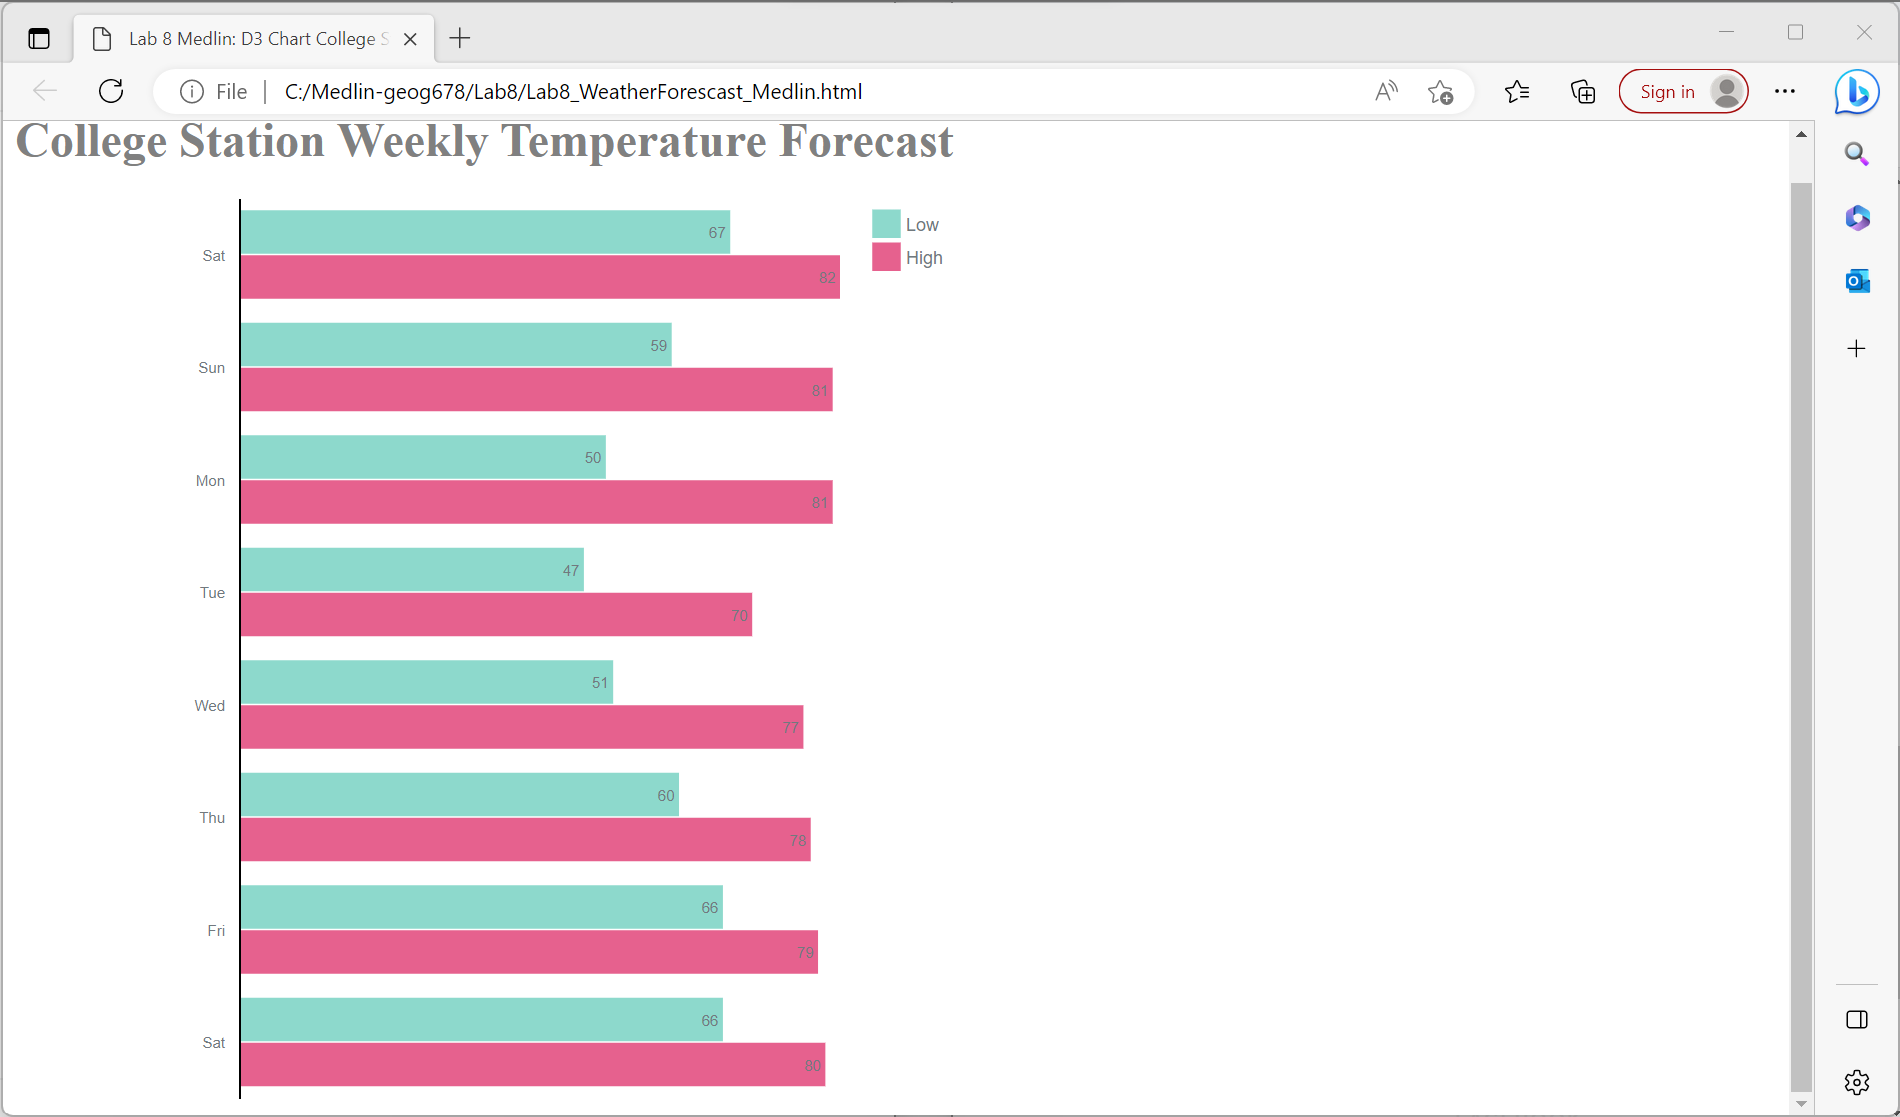 Lab 8 Medlin: D3 Chart College S
File
C:/Medlin-geog678/Lab8/Lab8_WeatherForescast_Medlin.html
Sign in
College Station Weekly Temperature Forecast
Low
High
Sat
67
82
Sun
59
81
Mon
50
81
Tue
47
70
Wed
51
77
Thu
60
78
Fri
66
79
Sat
66
80